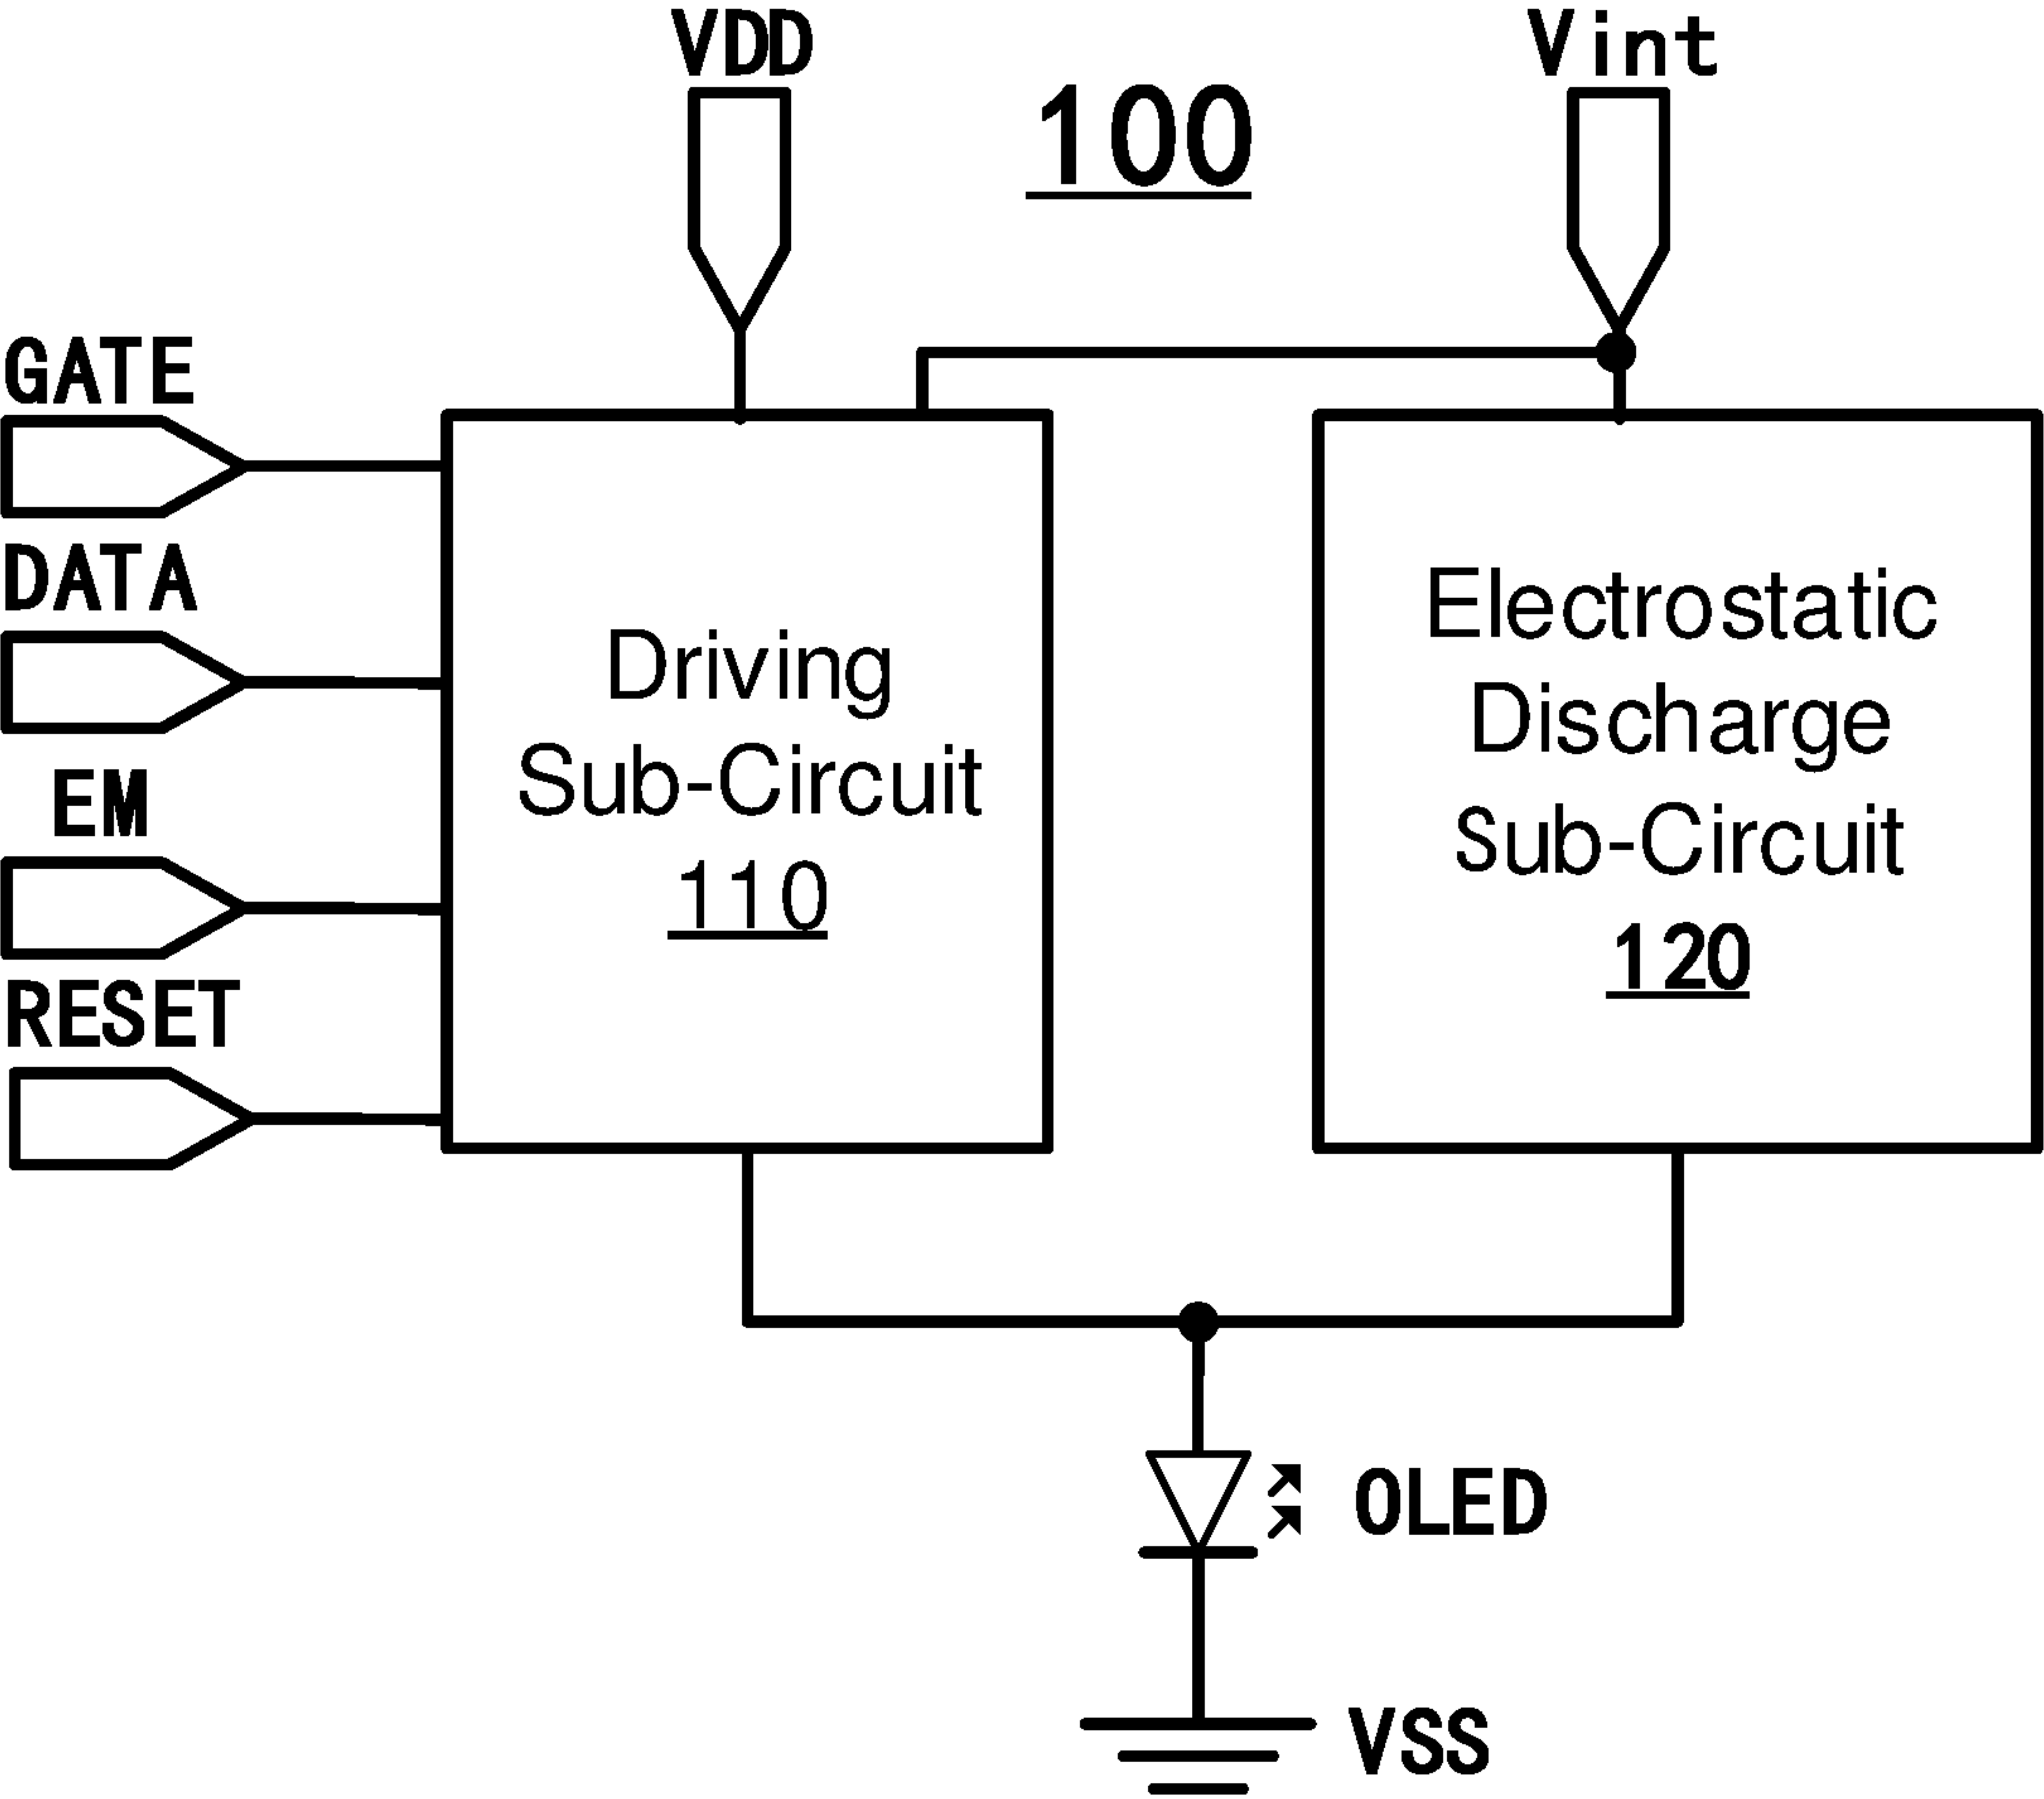 VDD
Vint
100
GATE
DATA
EM
RESET
Driving
Sub-Circuit
110
Electrostatic
Discharge
Sub-Circuit
120
OLED
VSS